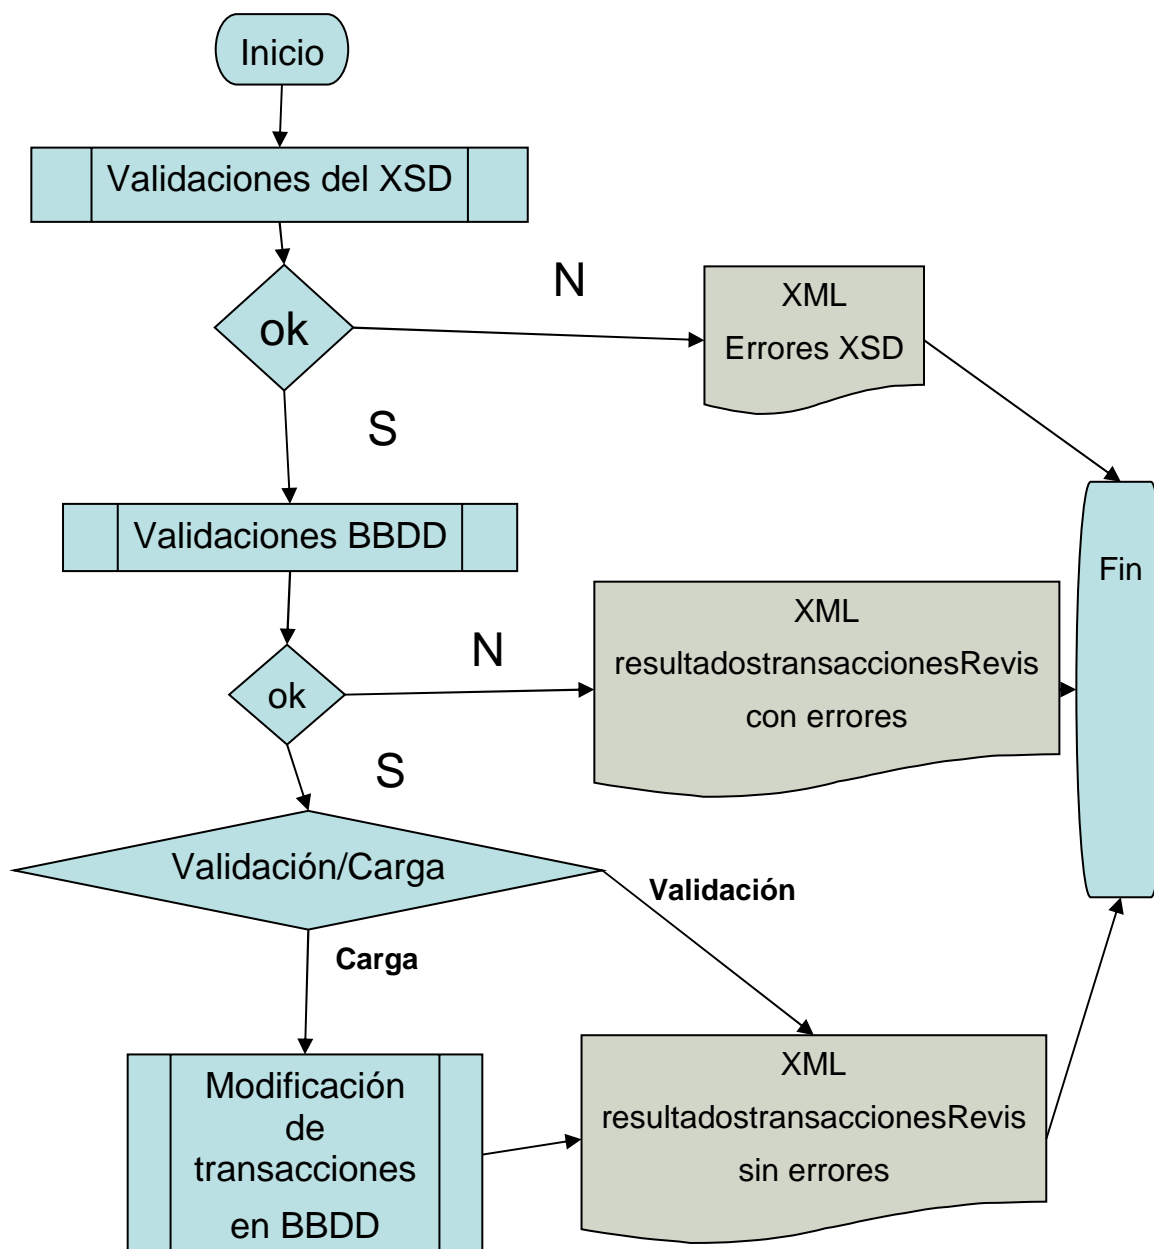 Inicio
Validaciones del XSD
ok
N
XML
Errores XSD
S
Validaciones BBDD
Fin
ok
N
XML
resultadostransaccionesRevis
con errores
S
Validación/Carga
Validación
Carga
Modificación
de
transacciones
en BBDD
XML
resultadostransaccionesRevis
sin errores